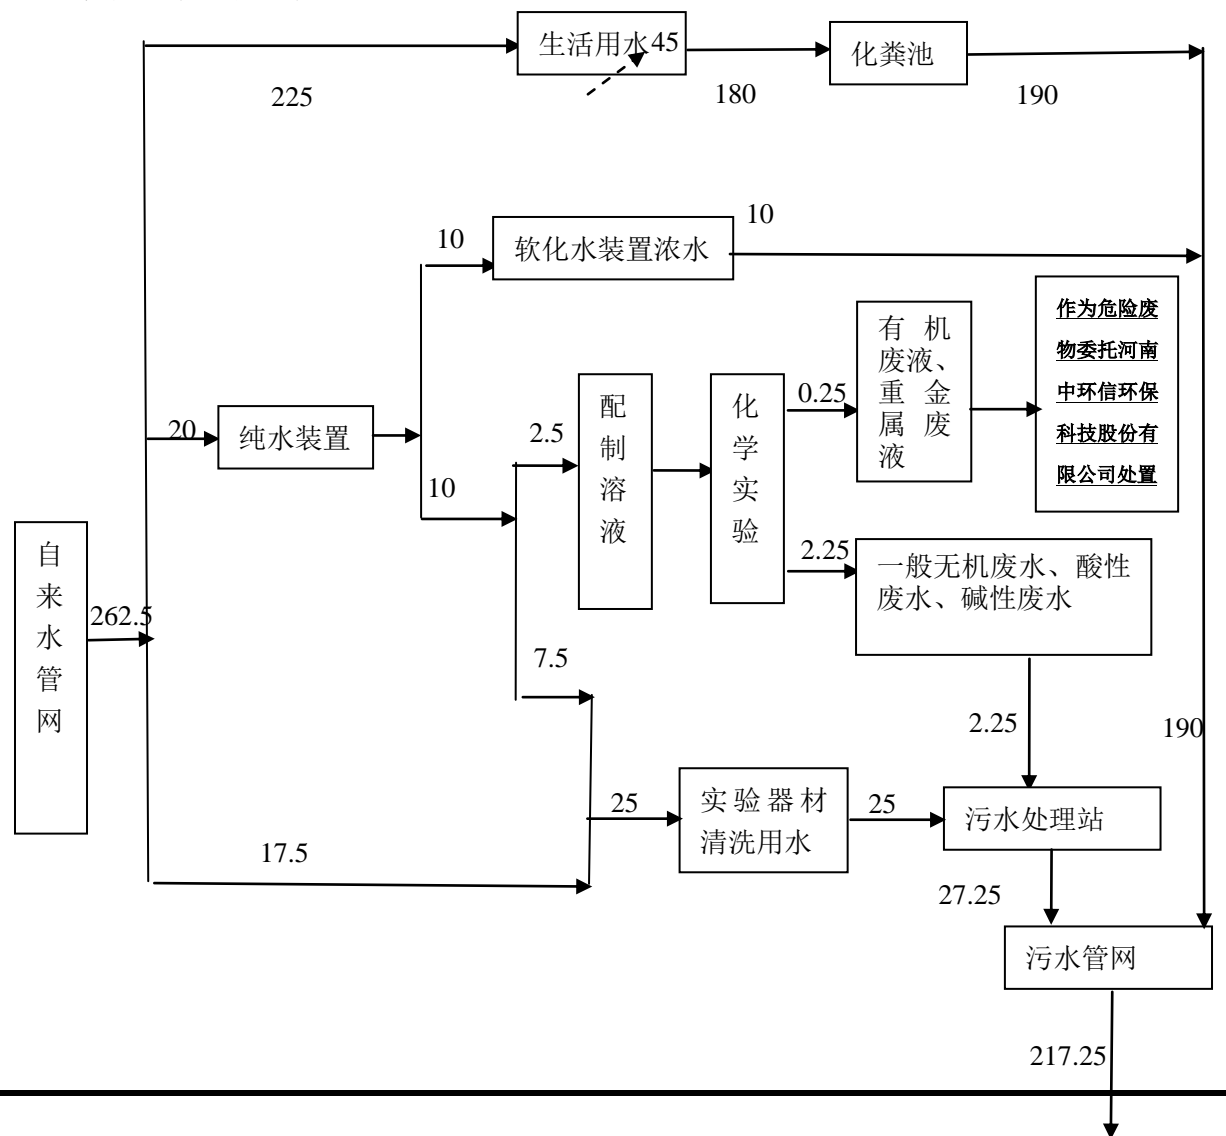 生活用水45
化粪池
225
180
190
10
软化水装置浓水
10
有机
废液、
重金
属废
液
作为危险废
物委托河南
中环信环保
科技股份有
限公司处置
0.25
20
纯水装置
2.5
配
制
溶
液
化
学
实
验
10
自
来
水
管
网
262.5
2.25
一般无机废水、酸性
废水、碱性废水
7.5
2.25
190
17.5
25
实验器材
清洗用水
25
污水处理站
27.25
污水管网
217.25